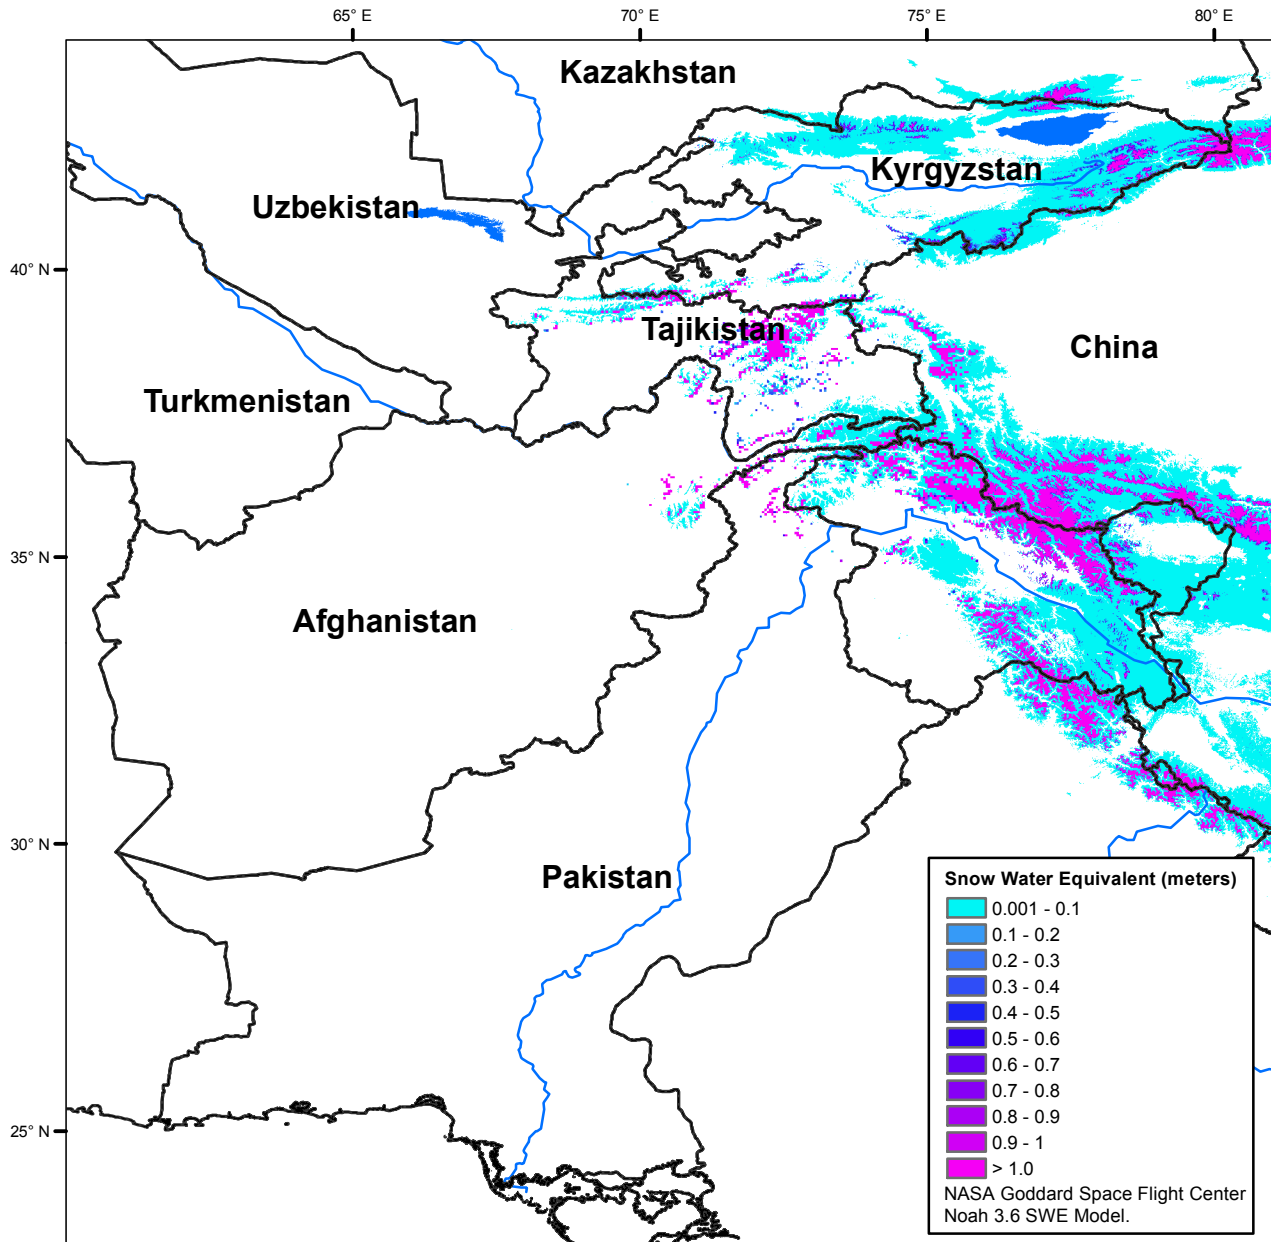 65° E
70° E
75° E
80° E
Kazakhstan
Kyrgyzstan
Uzbekistan
40° N
Tajikistan
China
Turkmenistan
35° N
Afghanistan
30° N
Pakistan
25° N
Snow Water Equivalent (meters)
0.001 - 0.1
0.1 - 0.2
0.2 - 0.3
0.3 - 0.4
0.4 - 0.5
0.5 - 0.6
0.6 - 0.7
0.7 - 0.8
0.8 - 0.9
0.9 - 1
> 1.0
NASA Goddard Space Flight Center
Noah 3.6 SWE Model.